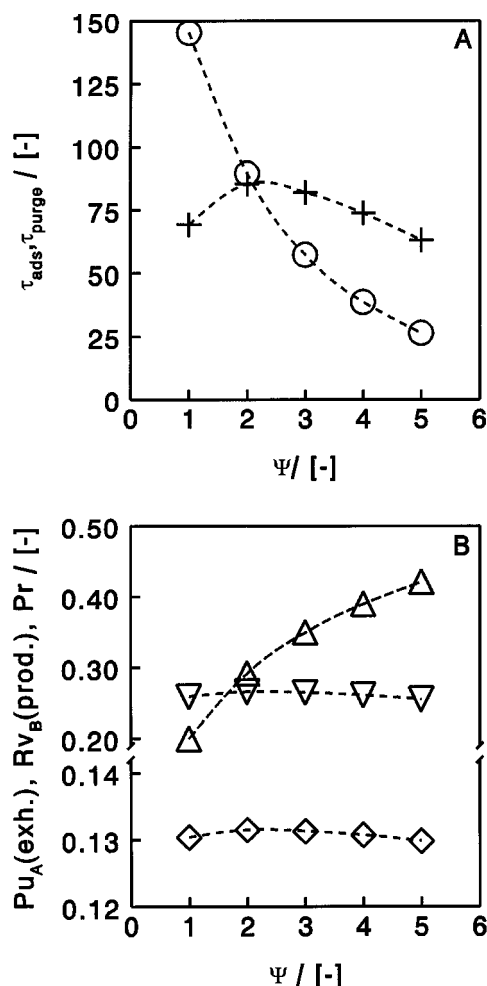 A
150
125
100
75
50
25
0
0 1 2 3 4 5 6
τads,τpurge / [-]
Ψ/ [-]
B
0.50
0.40
0.30
0.20
0.14
0.13
0.12
0 1 2 3 4 5 6
PuA(exh.), RvB(prod.), Pr / [-]
Ψ / [-]